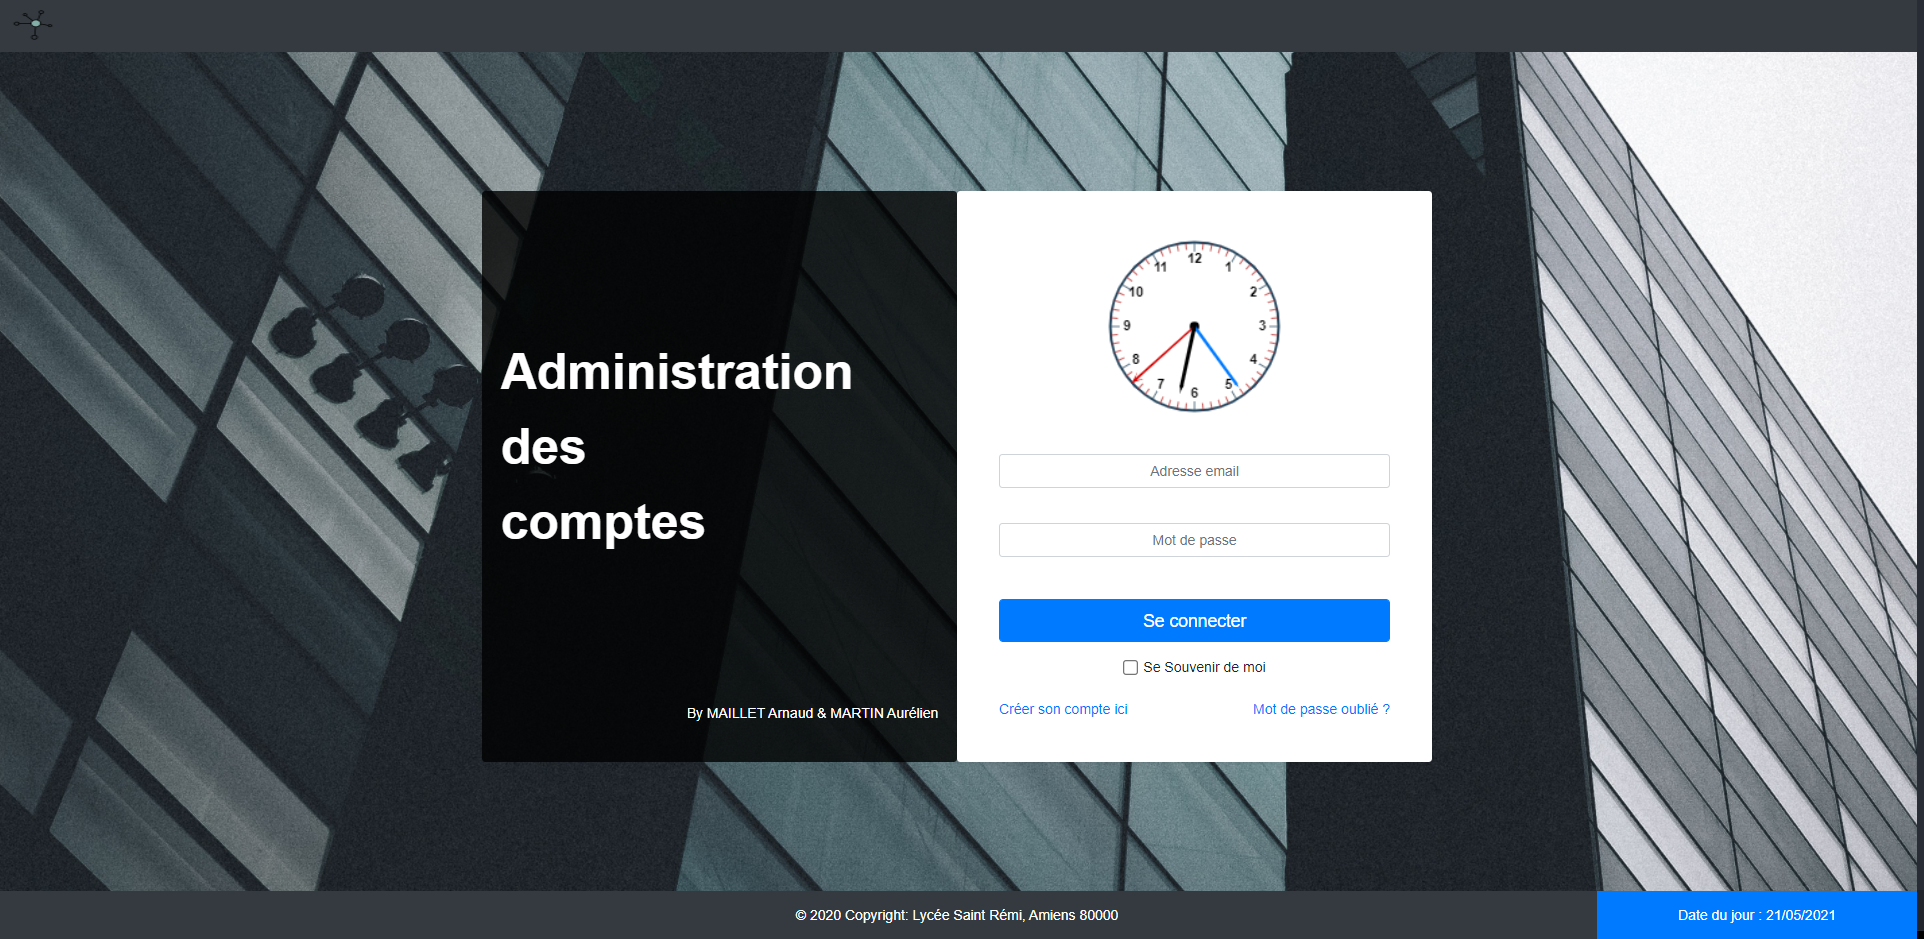 Administration
des
comptes
By MAILLET Arnaud & MARTIN Aurélien
12
11
1
10
2
9
3
8
4
7
5
6
Adresse email
Mot de passe
Se connecter
Se Souvenir de moi
Créer son compte ici
Mot de passe oublié ?
© 2020 Copyright: Lycée Saint Rémi, Amiens 80000
Date du jour : 21/05/2021